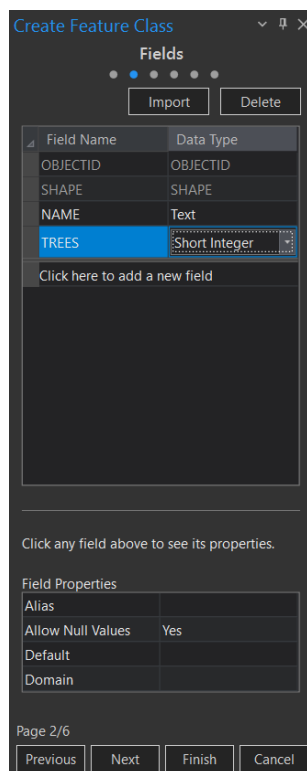 Create Feature Class
Fields
Import Delete
Field Name Data Type
OBJECTID OBJECTID
SHAPE SHAPE
NAME Text
TREES Short Integer
Click here to add a new field
Click any field above to see its properties.
Field Properties
Alias
Allow Null Values Yes
Default
Domain
Page 2/6
Previous Next Finish Cancel